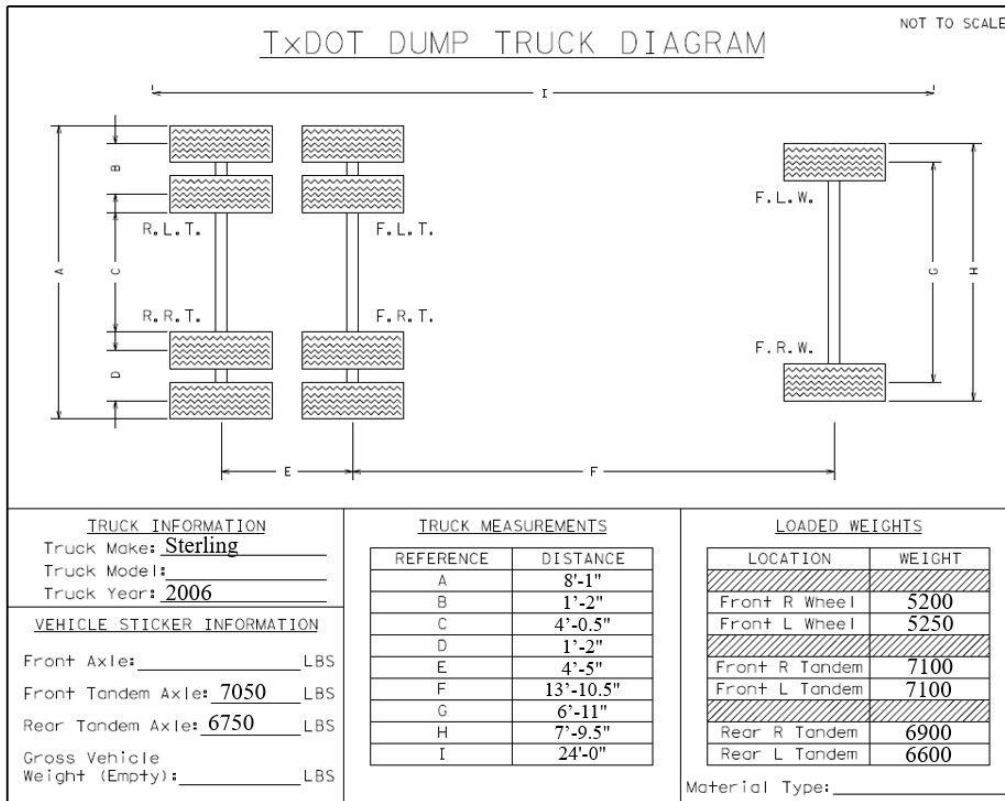 NOT TO SCALE
TxDOT DUMP TRUCK DIAGRAM
I
B
F.L.W.
R.L.T.
F.L.T.
A
C
G
H
R.R.T.
F.R.T.
F.R.W.
D
E
F
TRUCK INFORMATION
Truck Make: Sterling
Truck Model:
Truck Year: 2006
VEHICLE STICKER INFORMATION
Front Axle: LBS
Front Tandem Axle: 7050 LBS
Rear Tandem Axle: 6750 LBS
Gross Vehicle
Weight (Empty): LBS
TRUCK MEASUREMENTS
REFERENCE DISTANCE
A 8'-1"
B 1'-2"
C 4'-0.5"
D 1'-2"
E 4'-5"
F 13'-10.5"
G 6'-11"
H 7'-9.5"
I 24'-0"
LOADED WEIGHTS
LOCATION WEIGHT
Front R Wheel 5200
Front L Wheel 5250
Front R Tandem 7100
Front L Tandem 7100
Rear R Tandem 6900
Rear L Tandem 6600
Material Type: